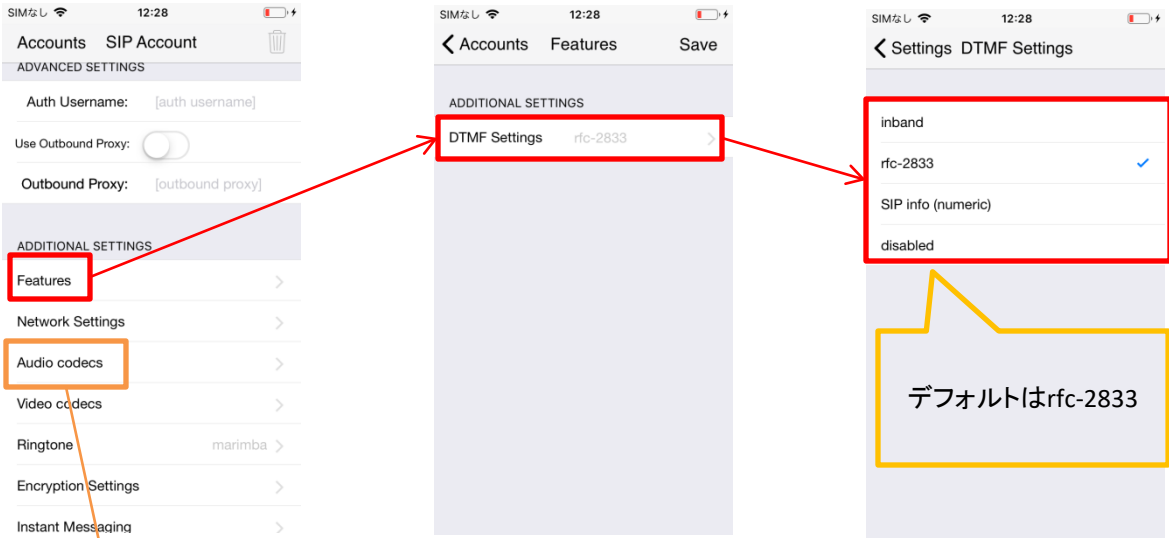 SIMなし 12:28
Accounts SIP Account
ADVANCED SETTINGS
Auth Username: [auth username]
Use Outbound Proxy:
Outbound Proxy: [outbound proxy]
ADDITIONAL SETTINGS
Features
Network Settings
Audio codecs
Video codecs
Ringtone marimba
Encryption Settings
Instant Messaging
SIMなし 12:28
Accounts Features Save
ADDITIONAL SETTINGS
DTMF Settings rfc-2833
SIMなし 12:28
Settings DTMF Settings
inband
rfc-2833
SIP info (numeric)
disabled
デフォルトはrfc-2833